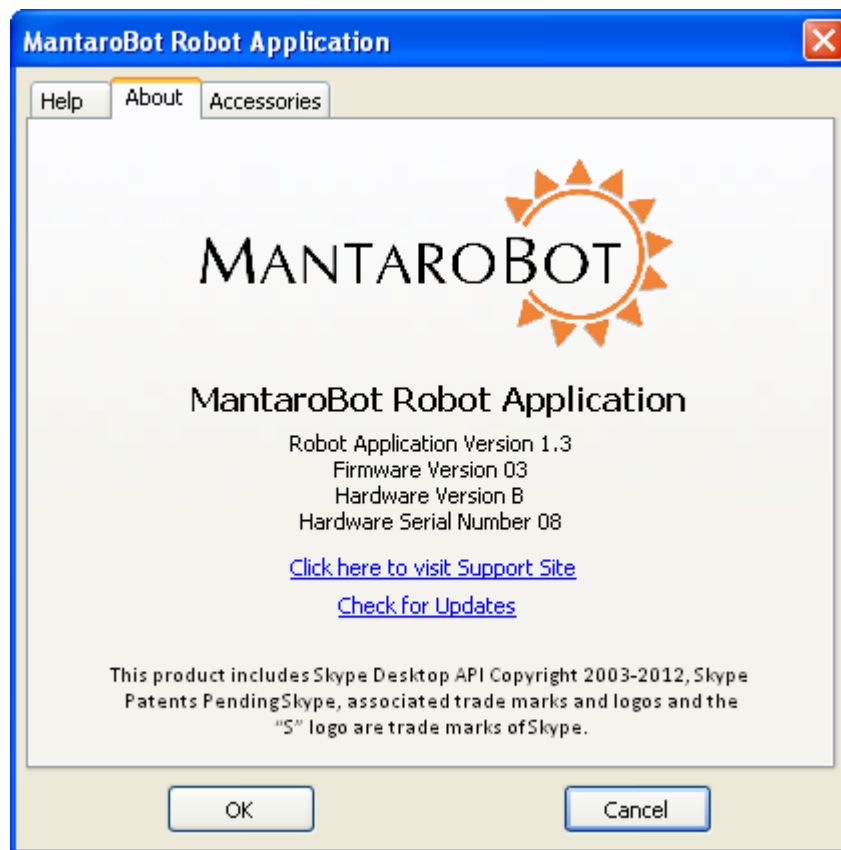 MantaroBot Robot Application
Help About Accessories
MANTAROBOT
MantaroBot Robot Application
Robot Application Version 1.3
Firmware Version 03
Hardware Version B
Hardware Serial Number 08
Click here to visit Support Site
Check for Updates
This product includes Skype Desktop API Copyright 2003-2012, Skype
Patents PendingSkype, associated trade marks and logos and the
“S” logo are trade marks of Skype.
OK Cancel